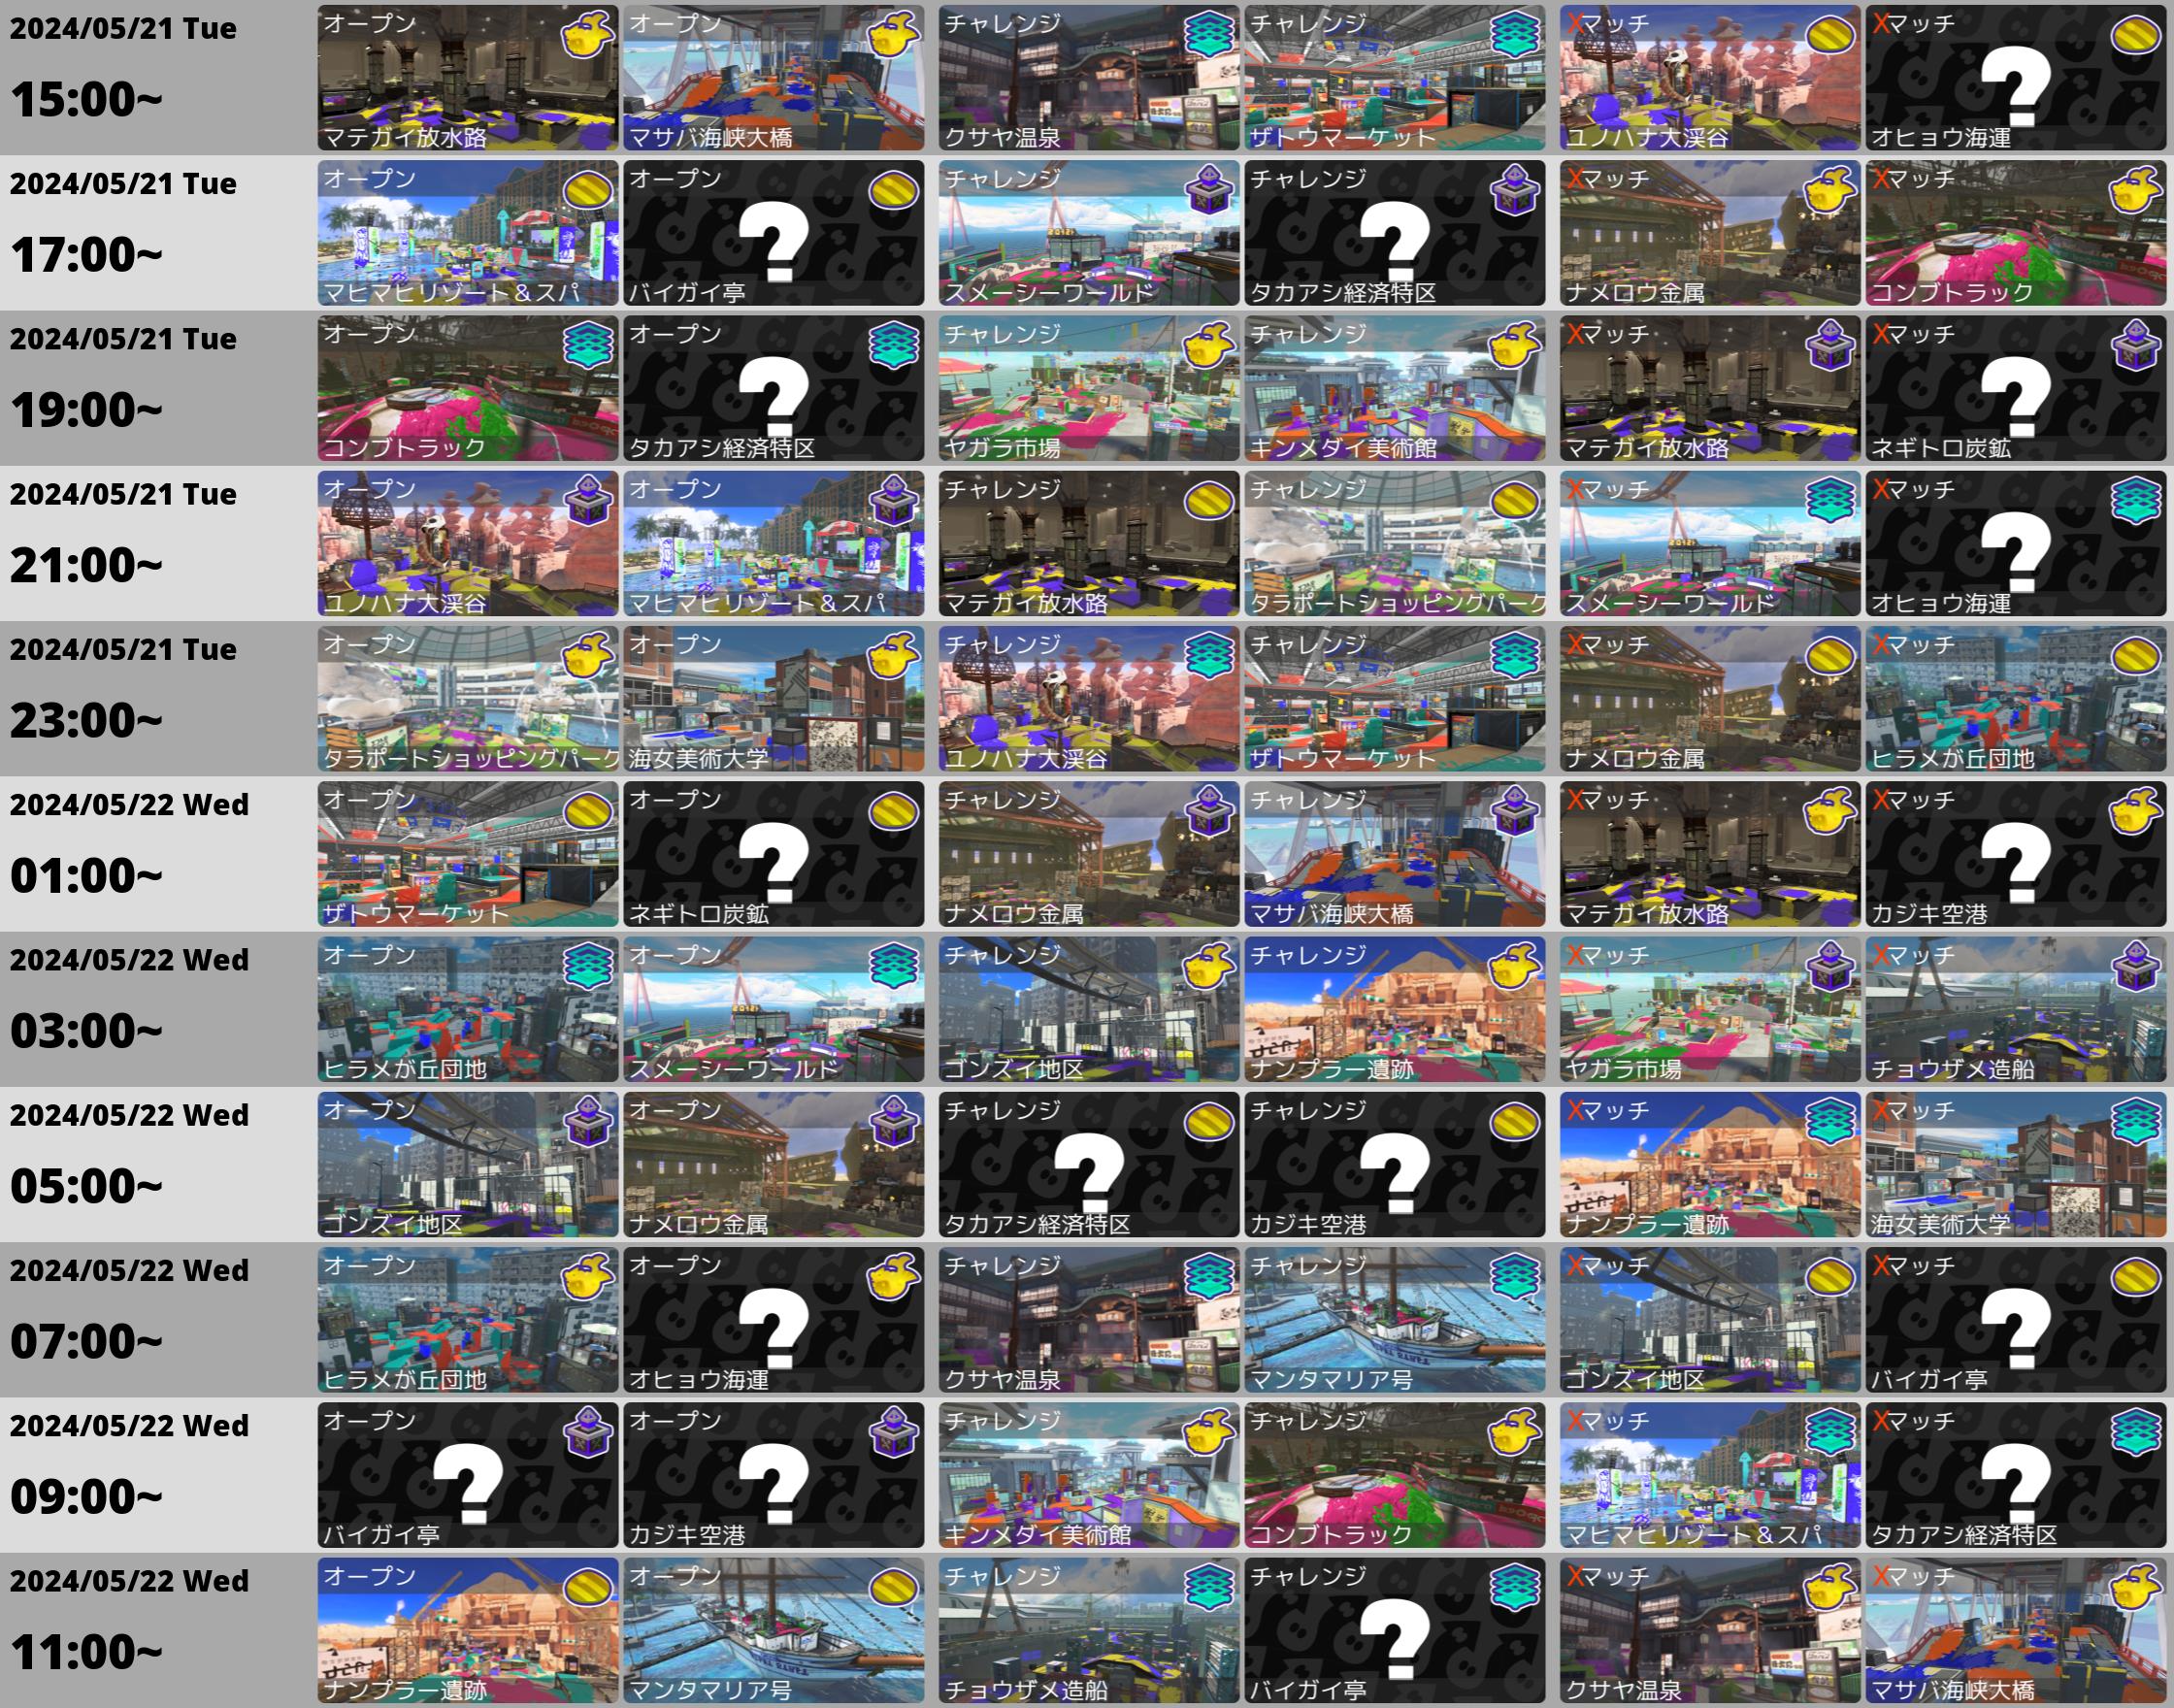 2024/05/21 Tue
15:00~
オープン
マテガイ放水路
オープン
マサバ海峡大橋
チャレンジ
クサヤ温泉
チャレンジ
ザトウマーケット
Xマッチ
ユノハナ大渓谷
Xマッチ
?
オヒョウ海運
2024/05/21 Tue
17:00~
オープン
マヒマヒリゾート&スパ
オープン
?
バイガイ亭
チャレンジ
スメーシーワールド
チャレンジ
?
タカアシ経済特区
Xマッチ
ナメロウ金属
Xマッチ
コンブトラック
2024/05/21 Tue
19:00~
オープン
コンブトラック
オープン
?
タカアシ経済特区
チャレンジ
ヤガラ市場
チャレンジ
キンメダイ美術館
Xマッチ
マテガイ放水路
Xマッチ
?
ネギトロ炭鉱
2024/05/21 Tue
21:00~
オープン
ユノハナ大渓谷
オープン
マヒマヒリゾート&スパ
チャレンジ
マテガイ放水路
チャレンジ
タラポートショッピングパーク
Xマッチ
スメーシーワールド
Xマッチ
?
オヒョウ海運
2024/05/21 Tue
23:00~
オープン
タラポートショッピングパーク
オープン
海女美術大学
チャレンジ
ユノハナ大渓谷
チャレンジ
ザトウマーケット
Xマッチ
ナメロウ金属
Xマッチ
ヒラメが丘団地
2024/05/22 Wed
01:00~
オープン
ザトウマーケット
オープン
?
ネギトロ炭鉱
チャレンジ
ナメロウ金属
チャレンジ
マサバ海峡大橋
Xマッチ
マテガイ放水路
Xマッチ
?
カジキ空港
2024/05/22 Wed
03:00~
オープン
ヒラメが丘団地
オープン
スメーシーワールド
チャレンジ
ゴンズイ地区
チャレンジ
ナンプラー遺跡
Xマッチ
ヤガラ市場
Xマッチ
チョウザメ造船
2024/05/22 Wed
05:00~
オープン
ゴンズイ地区
オープン
ナメロウ金属
チャレンジ
?
タカアシ経済特区
チャレンジ
?
カジキ空港
Xマッチ
ナンプラー遺跡
Xマッチ
海女美術大学
2024/05/22 Wed
07:00~
オープン
ヒラメが丘団地
オープン
?
オヒョウ海運
チャレンジ
クサヤ温泉
チャレンジ
マンタマリア号
Xマッチ
ゴンズイ地区
Xマッチ
?
バイガイ亭
2024/05/22 Wed
09:00~
オープン
?
バイガイ亭
オープン
?
カジキ空港
チャレンジ
キンメダイ美術館
チャレンジ
コンブトラック
Xマッチ
マヒマヒリゾート&スパ
Xマッチ
?
タカアシ経済特区
2024/05/22 Wed
11:00~
オープン
ナンプラー遺跡
オープン
マンタマリア号
チャレンジ
チョウザメ造船
チャレンジ
?
バイガイ亭
Xマッチ
クサヤ温泉
Xマッチ
マサバ海峡大橋